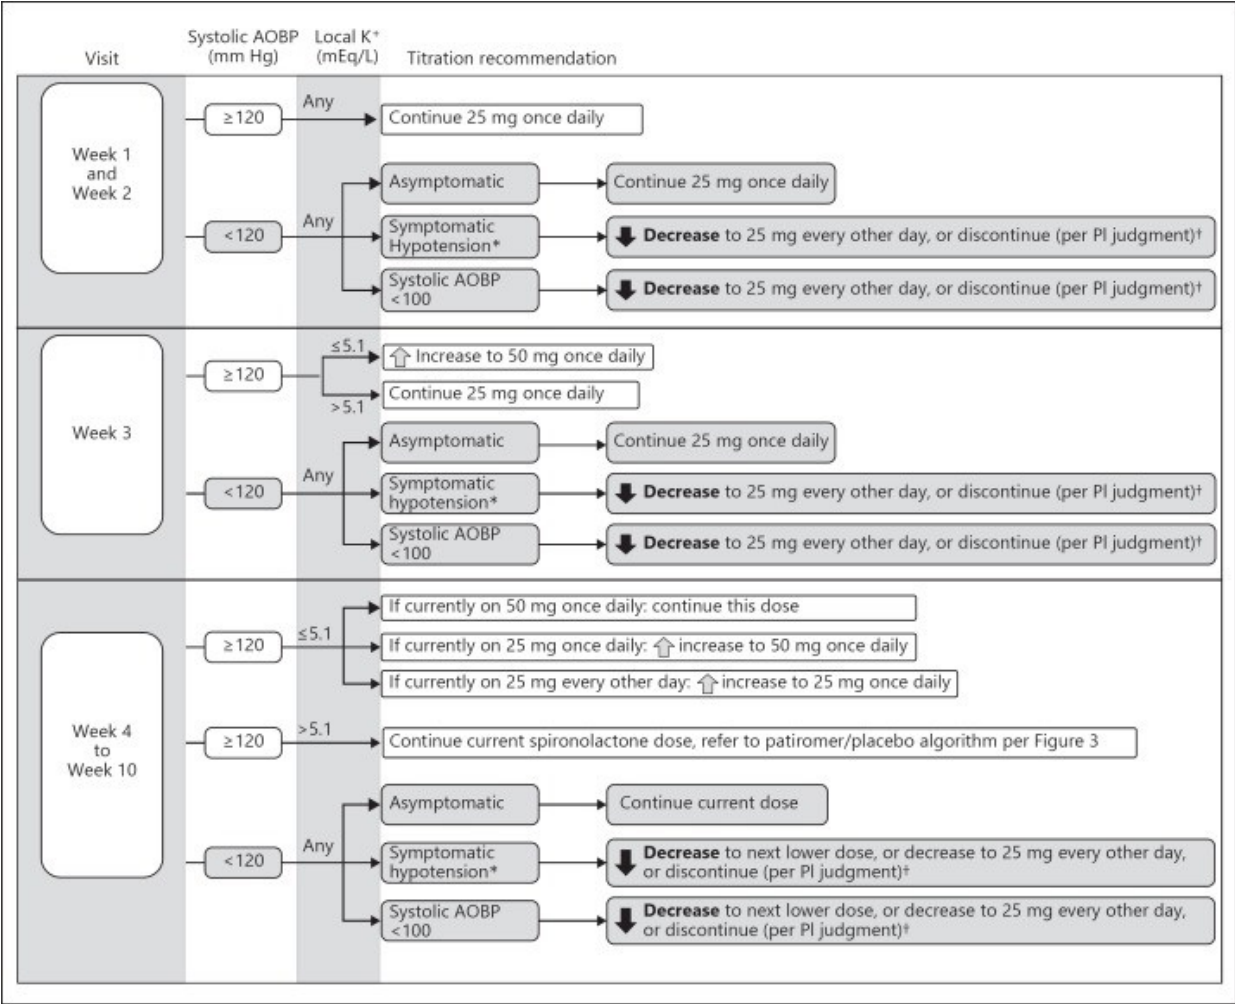 Visit
Systolic AOBP
(mm Hg)
Local K⁺
(mEq/L)
Titration recommendation
Week 1
and
Week 2
≥120
Any
Continue 25 mg once daily
<120
Any
Asymptomatic
Continue 25 mg once daily
Symptomatic
Hypotension*
Decrease to 25 mg every other day, or discontinue (per PI judgment)†
Systolic AOBP
<100
Decrease to 25 mg every other day, or discontinue (per PI judgment)†
Week 3
≥120
≤5.1
Increase to 50 mg once daily
>5.1
Continue 25 mg once daily
<120
Any
Asymptomatic
Continue 25 mg once daily
Symptomatic
hypotension*
Decrease to 25 mg every other day, or discontinue (per PI judgment)†
Systolic AOBP
<100
Decrease to 25 mg every other day, or discontinue (per PI judgment)†
Week 4
to
Week 10
≥120
≤5.1
If currently on 50 mg once daily: continue this dose
If currently on 25 mg once daily: increase to 50 mg once daily
If currently on 25 mg every other day: increase to 25 mg once daily
≥120
>5.1
Continue current spironolactone dose, refer to patiromer/placebo algorithm per Figure 3
<120
Any
Asymptomatic
Continue current dose
Symptomatic
hypotension*
Decrease to next lower dose, or decrease to 25 mg every other day,
or discontinue (per PI judgment)†
Systolic AOBP
<100
Decrease to next lower dose, or decrease to 25 mg every other day,
or discontinue (per PI judgment)†